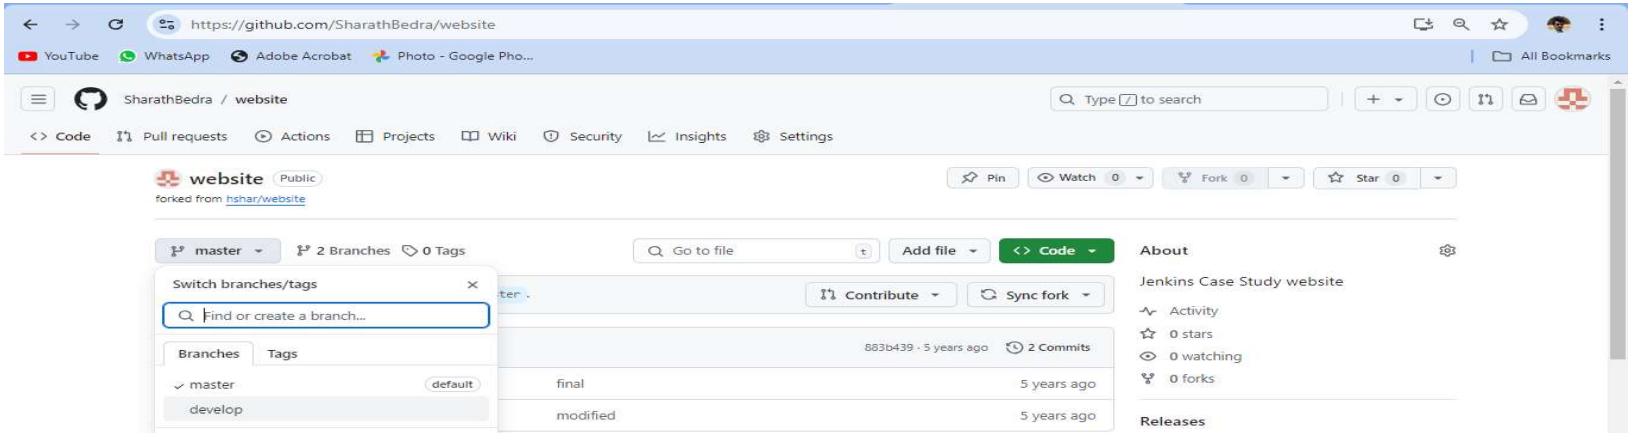 https://github.com/SharathBedra/website
YouTube WhatsApp Adobe Acrobat Photo - Google Pho... All Bookmarks
SharathBedra / website Type / to search
<> Code Pull requests Actions Projects Wiki Security Insights Settings
website Public Pin Watch 0 Fork 0 Star 0
forked from hshar/website
master 2 Branches 0 Tags Go to file t Add file <> Code About
Switch branches/tags
ter . Contribute Sync fork Jenkins Case Study website
Find or create a branch... Activity
0 stars
Branches Tags 883b439 · 5 years ago 2 Commits 0 watching
master default final 5 years ago 0 forks
develop modified 5 years ago Releases